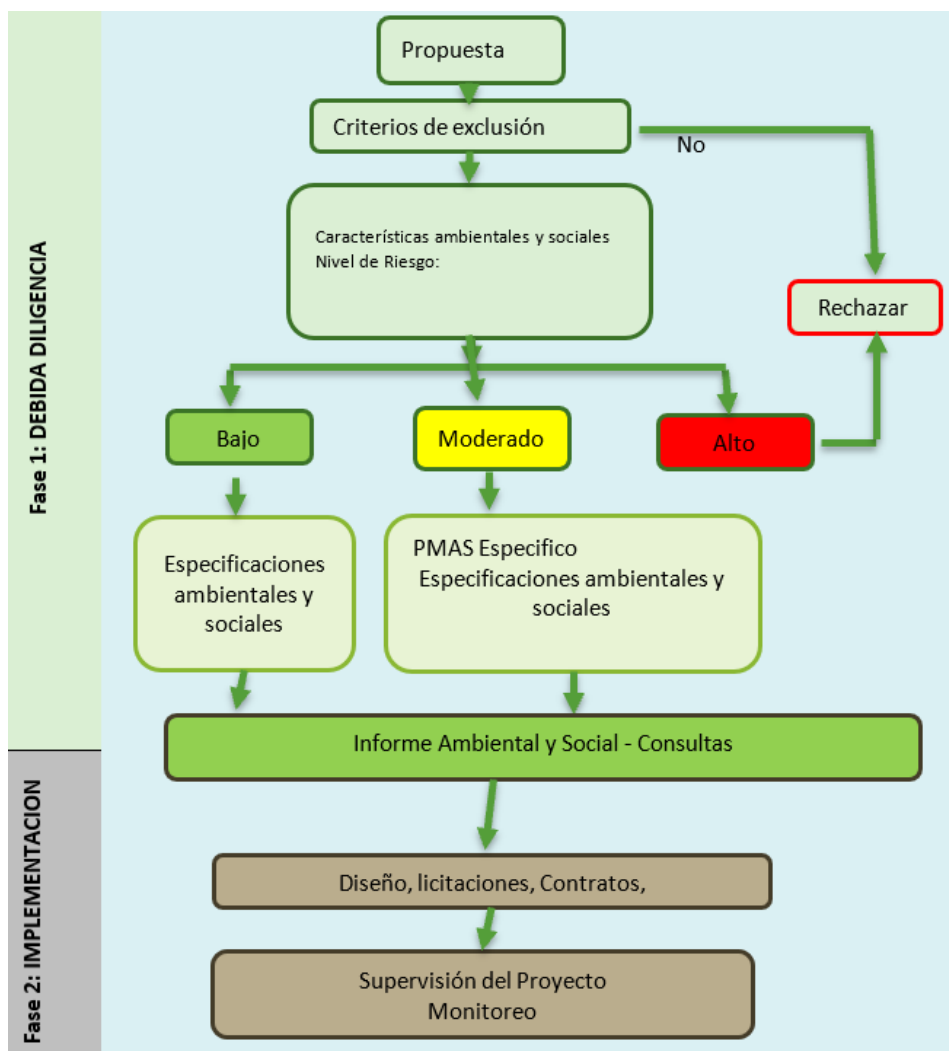 Fase 1: DEBIDA DILIGENCIA
Propuesta
Criterios de exclusión
No
Características ambientales y sociales
Nivel de Riesgo:
Rechazar
Bajo
Moderado
Alto
Especificaciones
ambientales y
sociales
PMAS Especifico
Especificaciones ambientales y
sociales
Informe Ambiental y Social - Consultas
Fase 2: IMPLEMENTACION
Diseño, licitaciones, Contratos,
Supervisión del Proyecto
Monitoreo